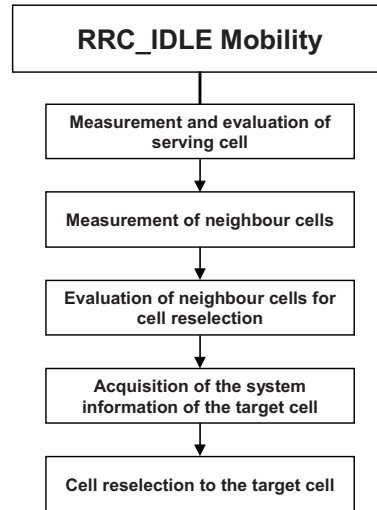 RRC_IDLE Mobility
Measurement and evaluation of
serving cell
Measurement of neighbour cells
Evaluation of neighbour cells for
cell reselection
Acquisition of the system
information of the target cell
Cell reselection to the target cell